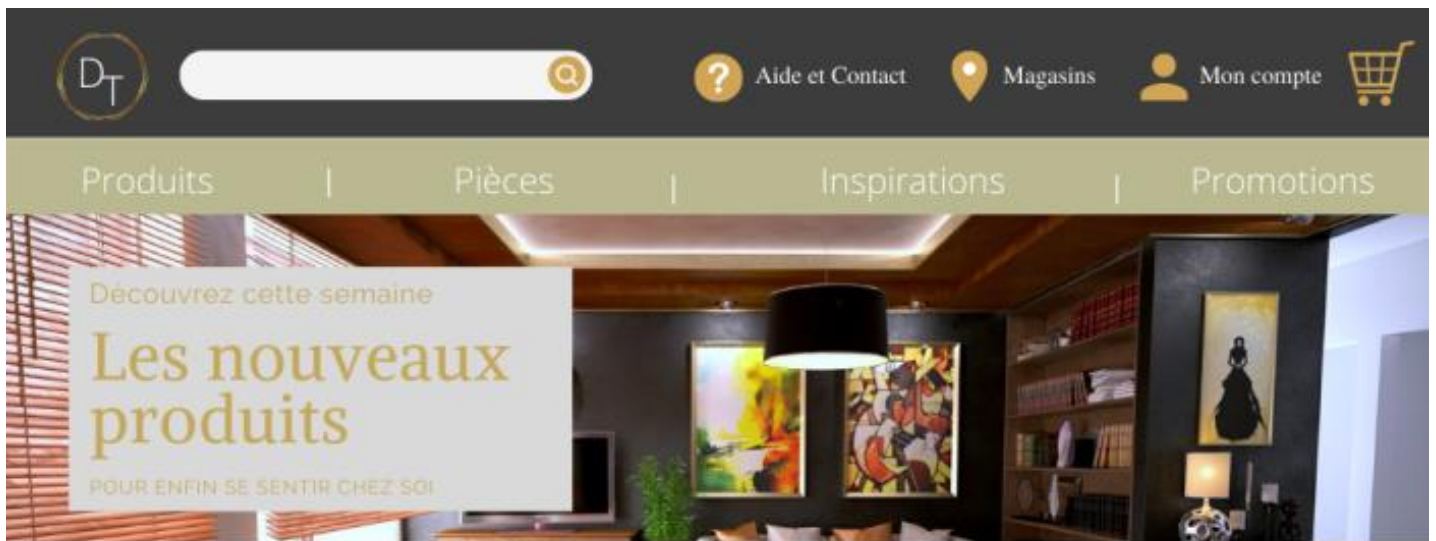 DT
Aide et Contact
Magasins
Mon compte
Produits | Pièces | Inspirations | Promotions
Découvrez cette semaine
Les nouveaux
produits
POUR ENFIN SE SENTIR CHEZ SOI